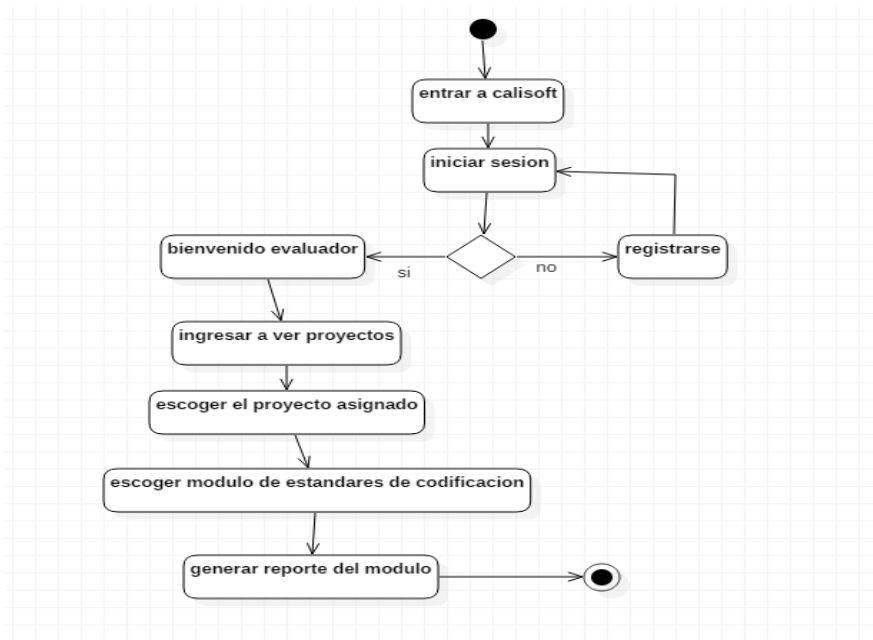 entrar a calisoft
iniciar sesion
bienvenido evaluador
registrarse
si
no
ingresar a ver proyectos
escoger el proyecto asignado
escoger modulo de estandares de codificacion
generar reporte del modulo